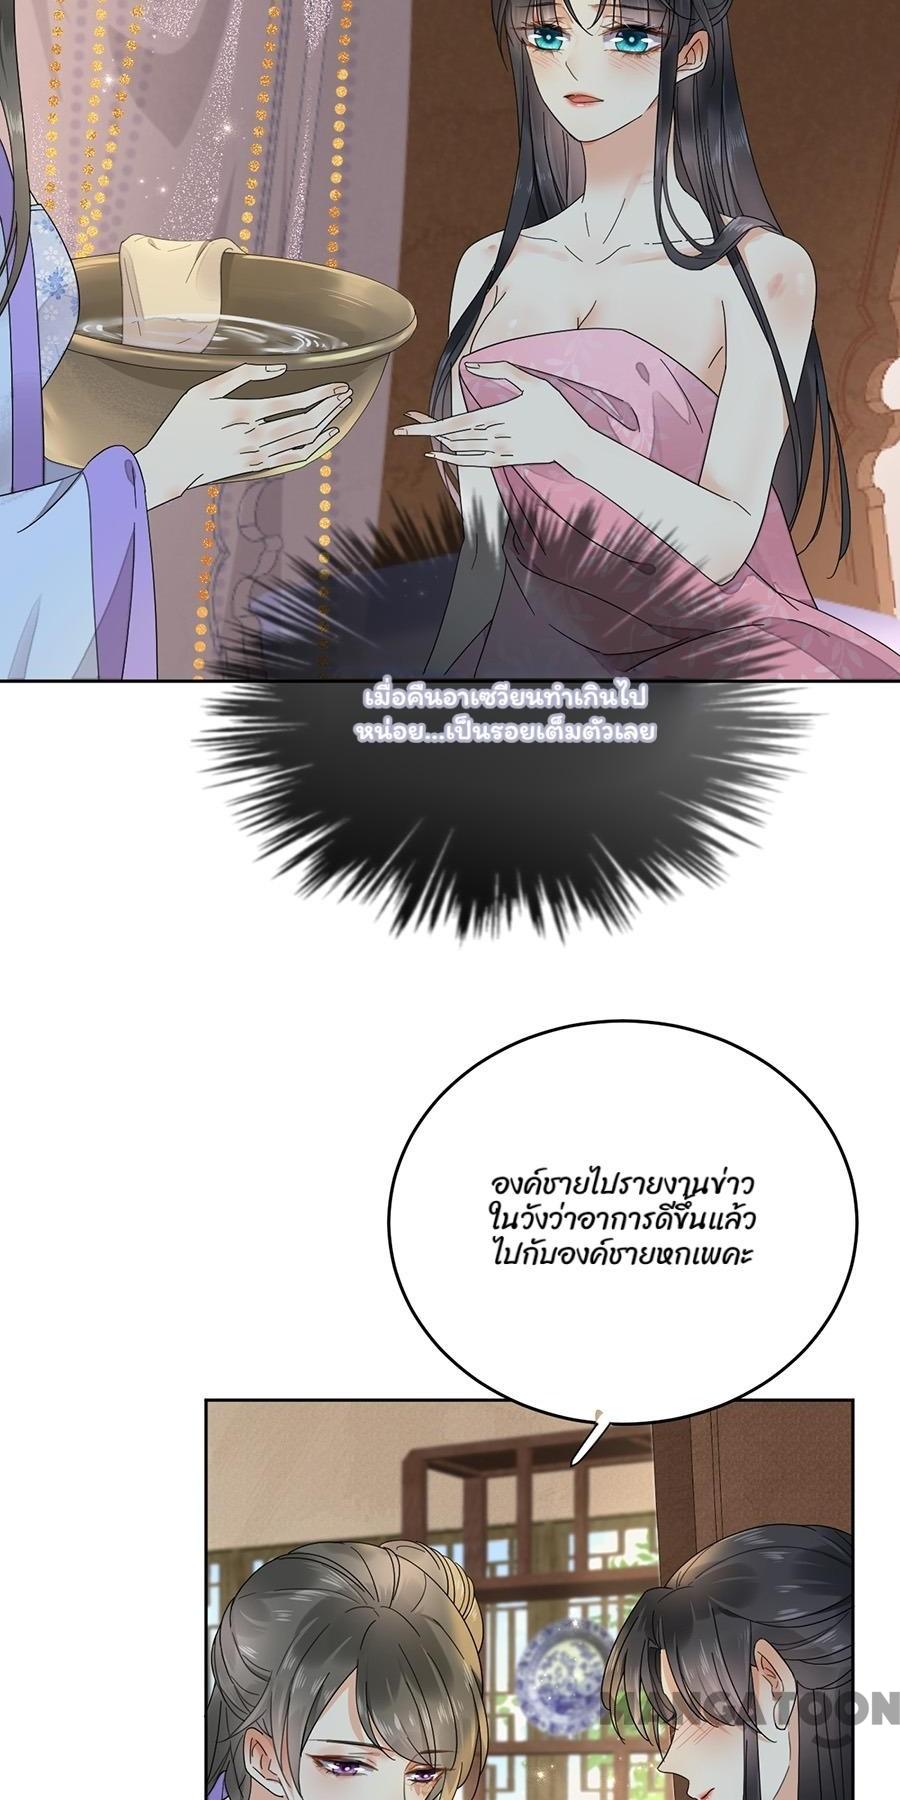 เมื่อคืนอาเซวียนทำเกินไป
หน่อย...เป็นรอยเต็มตัวเลย
องค์ชายไปรายงานข่าว
ในวังว่าอาการดีขึ้นแล้ว
ไปกับองค์ชายหกเพคะ
MANGATOON